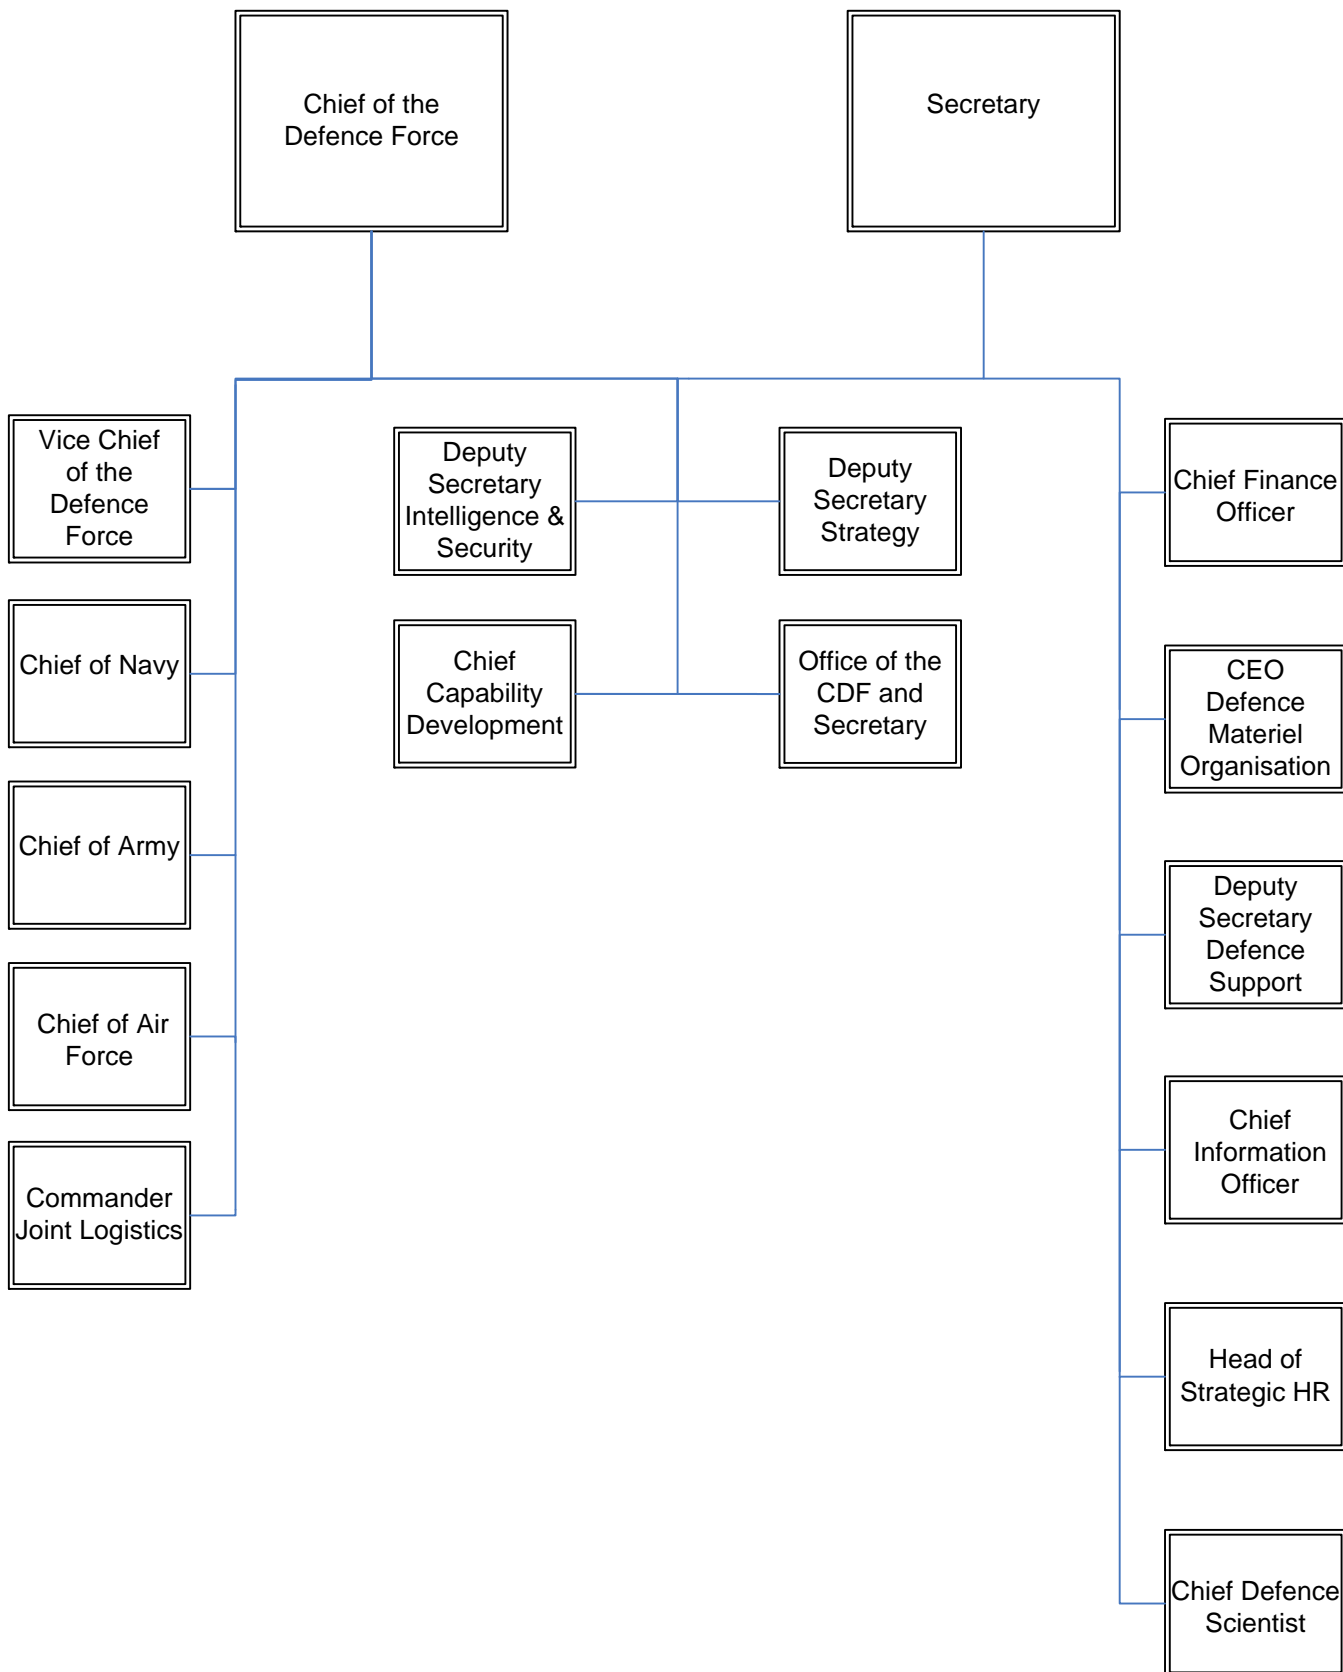 Chief of the
Defence Force
Secretary
Vice Chief
of the
Defence
Force
Deputy
Secretary
Intelligence &
Security
Deputy
Secretary
Strategy
Chief Finance
Officer
Chief of Navy
Chief
Capability
Development
Office of the
CDF and
Secretary
CEO
Defence
Materiel
Organisation
Chief of Army
Deputy
Secretary
Defence
Support
Chief of Air
Force
Chief
Information
Officer
Commander
Joint Logistics
Head of
Strategic HR
Chief Defence
Scientist